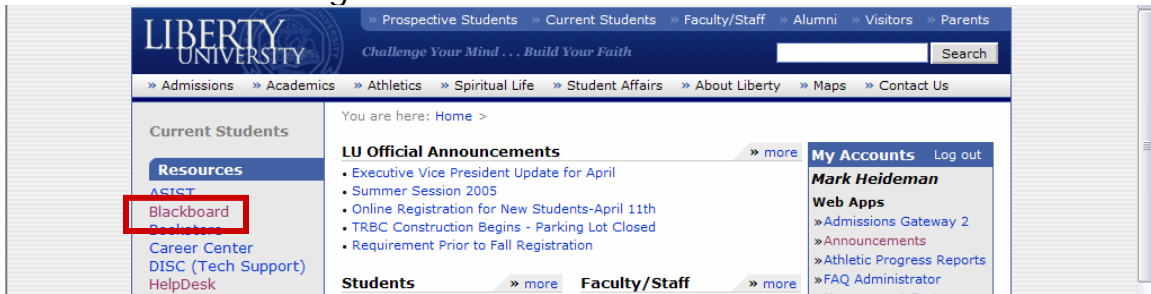 » Prospective Students » Current Students » Faculty/Staff » Alumni » Visitors » Parents
LIBERTY
UNIVERSITY
Challenge Your Mind . . . Build Your Faith
Search
» Admissions » Academics » Athletics » Spiritual Life » Student Affairs » About Liberty » Maps » Contact Us
You are here: Home >
Current Students
Resources
ASIST
Blackboard
Bookstore
Career Center
DISC (Tech Support)
HelpDesk
LU Official Announcements » more
• Executive Vice President Update for April
• Summer Session 2005
• Online Registration for New Students-April 11th
• TRBC Construction Begins - Parking Lot Closed
• Requirement Prior to Fall Registration
Students » more Faculty/Staff » more
My Accounts Log out
Mark Heideman
Web Apps
»Admissions Gateway 2
»Announcements
»Athletic Progress Reports
»FAQ Administrator